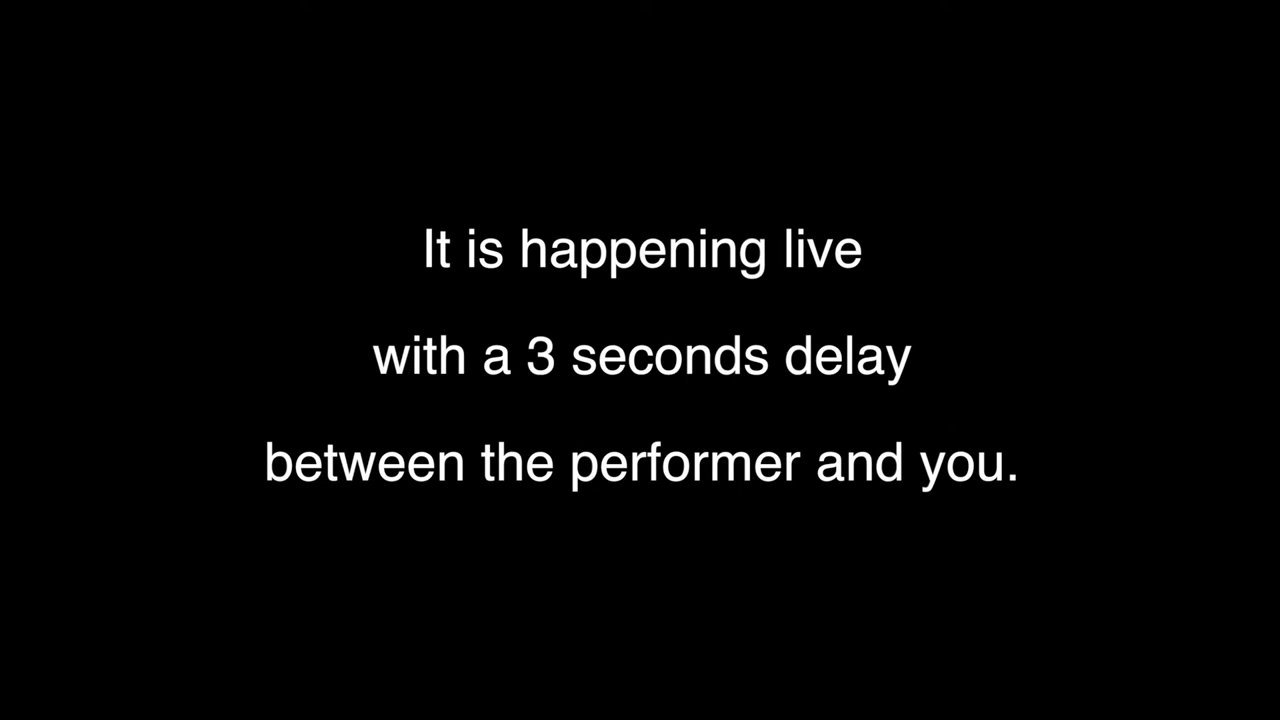 It is happening live
with a 3 seconds delay
between the performer and you.